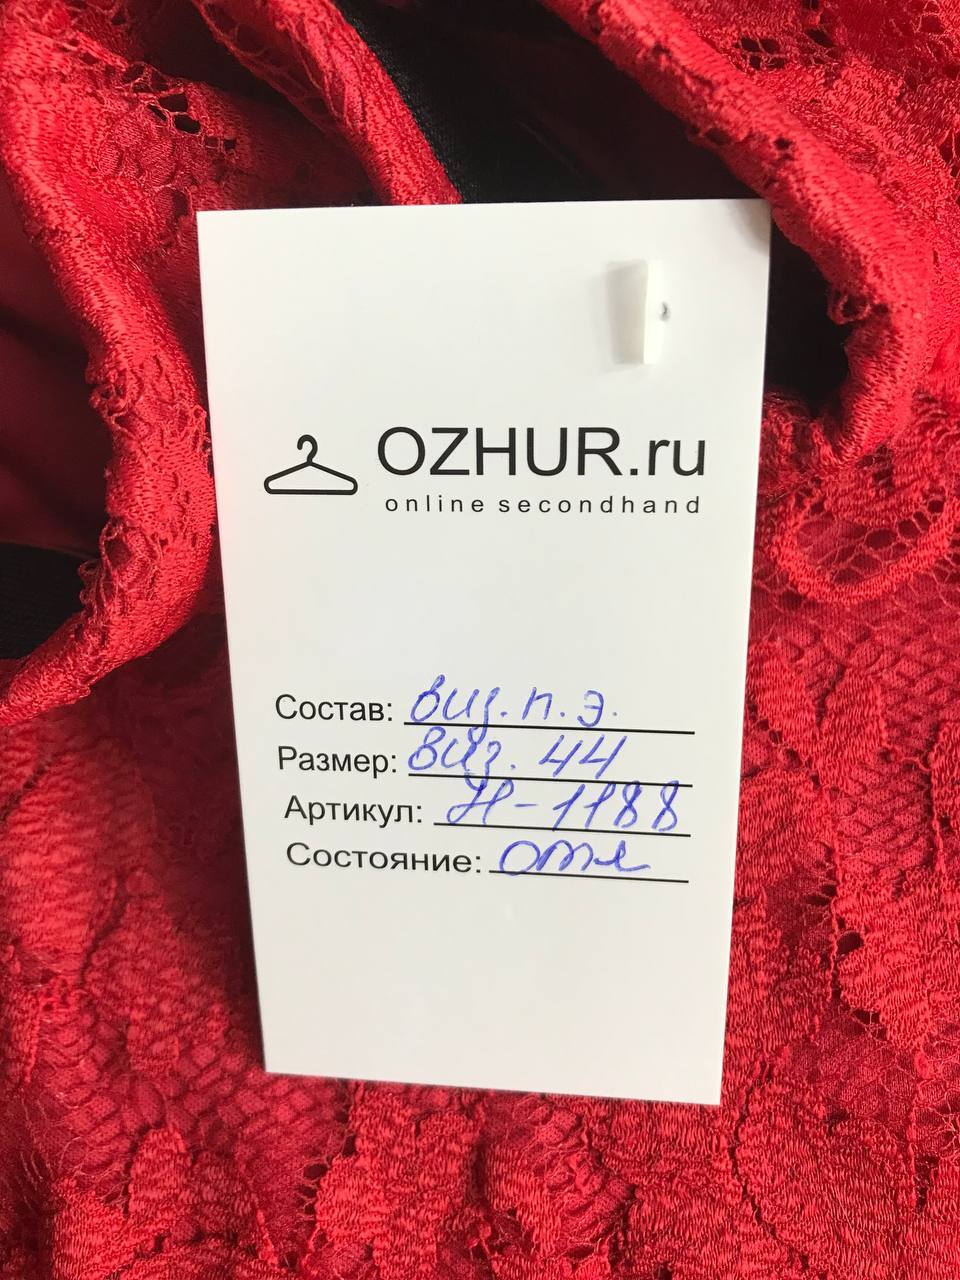 OZHUR.ru
online secondhand
Состав: виз. п. э.
Размер: виз. 44
Артикул: Н-1188
Состояние: отл